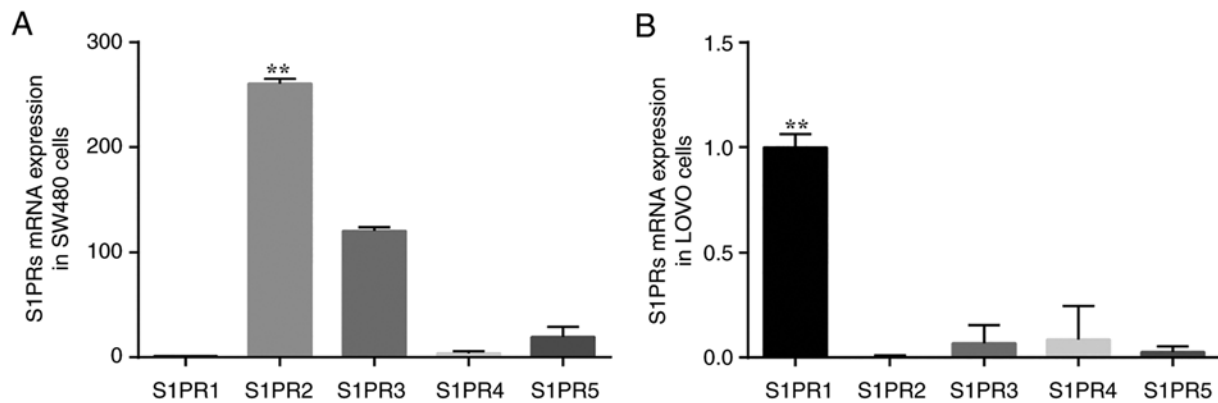 A
S1PRs mRNA expression
in SW480 cells
300
200
100
0
**
S1PR1 S1PR2 S1PR3 S1PR4 S1PR5
B
S1PRs mRNA expression
in LOVO cells
1.5
1.0
0.5
0.0
**
S1PR1 S1PR2 S1PR3 S1PR4 S1PR5